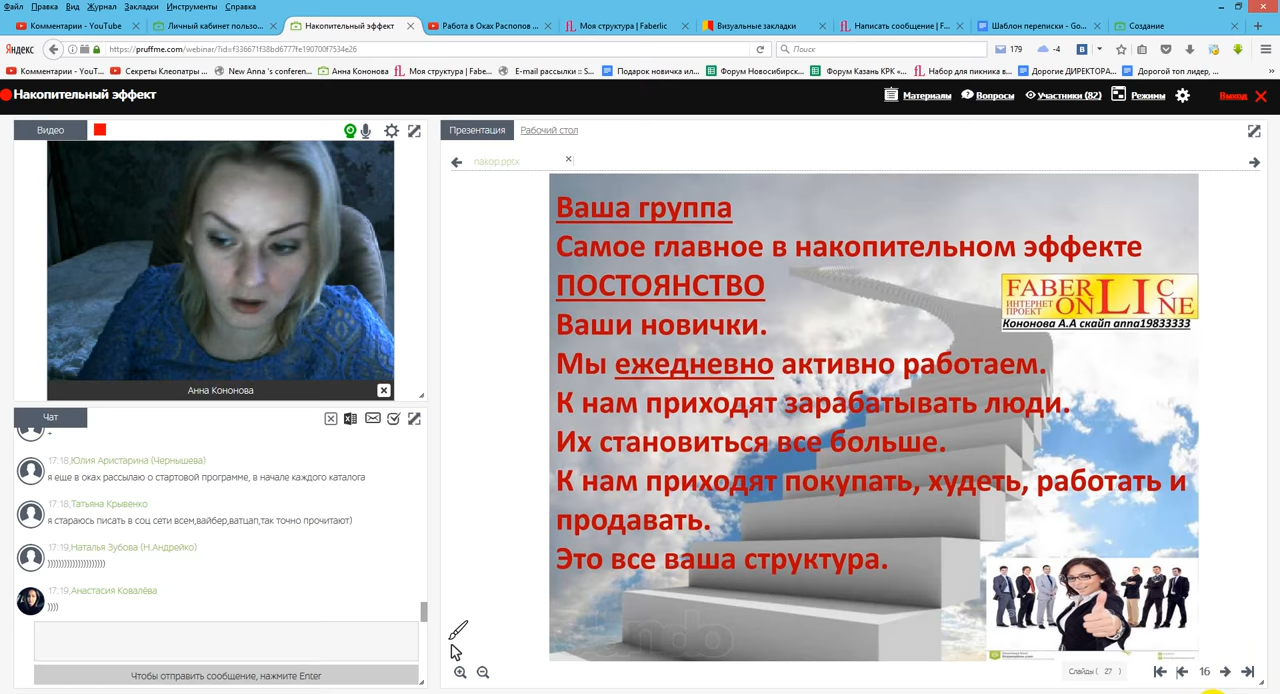 Файл Правка Вид Журнал Закладки Инструменты Справка
Комментарии - YouTube
Личный кабинет пользо...
Накопительный эффект
Работа в Оках Распопов ...
Моя структура | Faberlic
Визуальные закладки
Написать сообщение | F...
Шаблон переписки - Go...
Создание
Яндекс
https://pruffme.com/webinar/?id=f336671f38bd6777fe190700f7534e26
Поиск
179
-4
Комментарии - YouT...
Секреты Клеопатры ...
New Anna 's conferen...
Анна Кононова
Моя структура | Фabe...
E-mail рассылки :: S...
Подарок новичка ил...
Форум Новосибирско...
Форум Казань КРК «...
Набор для пикника в...
Дорогие ДИРЕКТОРА...
Дорогой топ лидер, ...
Накопительный эффект
Материалы
Вопросы
Участники (82)
Режимы
Выход
Видео
Анна Кононова
Чат
+
17:18, Юлия Аристарина (Чернышева)
я еще в оках рассылаю о стартовой программе, в начале каждого каталога
17:18, Татьяна Крывенко
я стараюсь писать в соц сети всем,вайбер,ватцап,так точно прочитают)
17:19, Наталья Зубова (Н.Андрейко)
)))))))))))))))))))))))
17:19, Анастасия Ковалёва
))))
Чтобы отправить сообщение, нажмите Enter
Презентация
Рабочий стол
nakop.pptx
Ваша группа
Самое главное в накопительном эффекте
ПОСТОЯНСТВО
Ваши новички.
Мы ежедневно активно работаем.
К нам приходят зарабатывать люди.
Их становиться все больше.
К нам приходят покупать, худеть, работать и
продавать.
Это все ваша структура.
FABERLIC
ИНТЕРНЕТ ПРОЕКТ ONLINE
Кононова А.А скайп anna19833333
Слайды ( 27 )
16